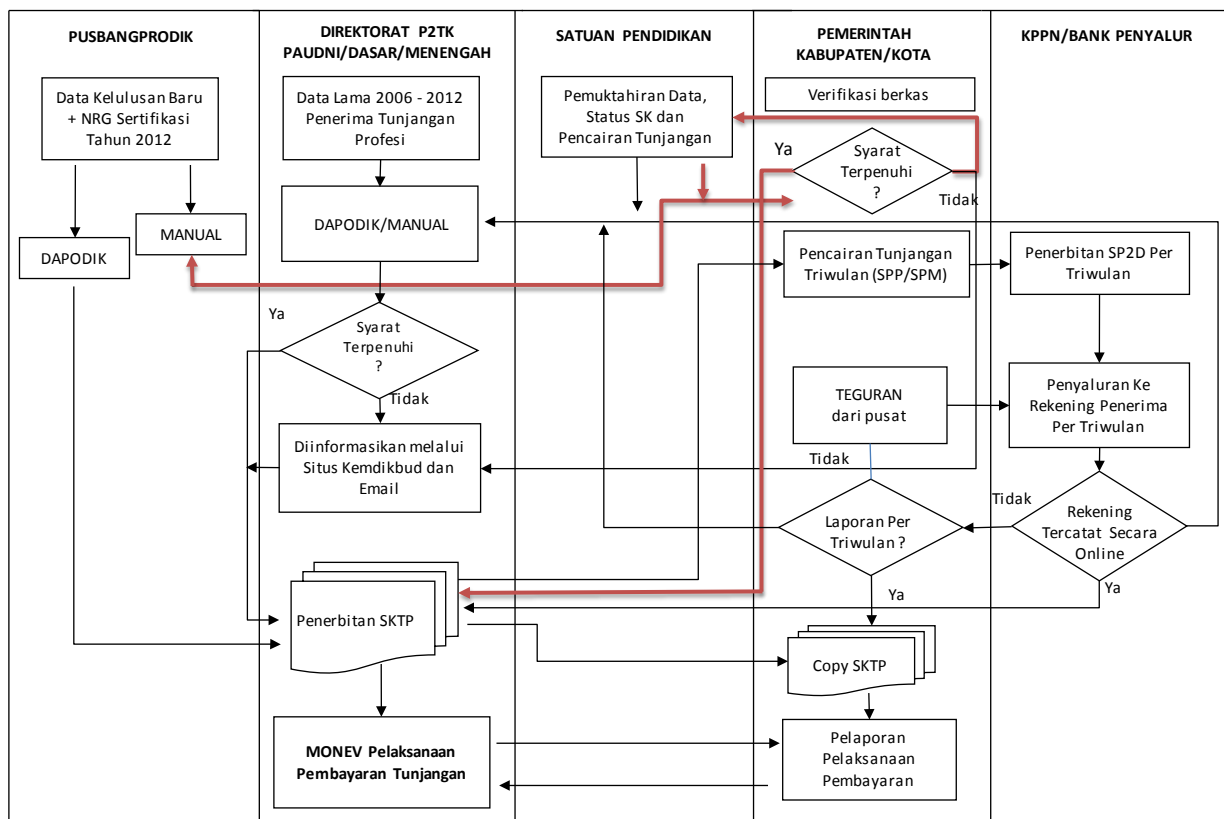 PUSBANGPRODIK
DIREKTORAT P2TK
PAUDNI/DASAR/MENENGAH
SATUAN PENDIDIKAN
PEMERINTAH
KABUPATEN/KOTA
KPPN/BANK PENYALUR
Data Kelulusan Baru
+ NRG Sertifikasi
Tahun 2012
Data Lama 2006 - 2012
Penerima Tunjangan
Profesi
Pemuktahiran Data,
Status SK dan
Pencairan Tunjangan
Verifikasi berkas
Ya
Syarat
Terpenuhi
?
Tidak
MANUAL
DAPODIK
DAPODIK/MANUAL
Pencairan Tunjangan
Triwulan (SPP/SPM)
Penerbitan SP2D Per
Triwulan
Ya
Syarat
Terpenuhi
?
Tidak
TEGURAN
dari pusat
Penyaluran Ke
Rekening Penerima
Per Triwulan
Diinformasikan melalui
Situs Kemdikbud dan
Email
Tidak
Laporan Per
Triwulan ?
Ya
Tidak
Rekening
Tercatat Secara
Online
Ya
Penerbitan SKTP
Copy SKTP
MONEV Pelaksanaan
Pembayaran Tunjangan
Pelaporan
Pelaksanaan
Pembayaran